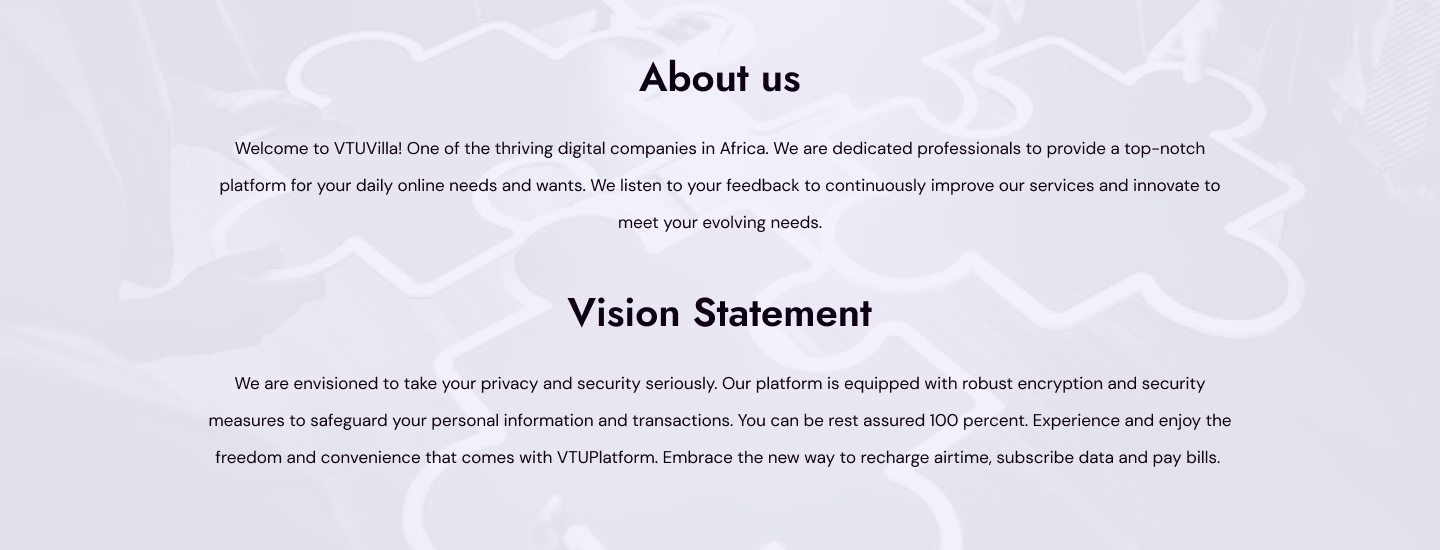 About us
Welcome to VTUVilla! One of the thriving digital companies in Africa. We are dedicated professionals to provide a top-notch
platform for your daily online needs and wants. We listen to your feedback to continuously improve our services and innovate to
meet your evolving needs.
Vision Statement
We are envisioned to take your privacy and security seriously. Our platform is equipped with robust encryption and security
measures to safeguard your personal information and transactions. You can be rest assured 100 percent. Experience and enjoy the
freedom and convenience that comes with VTUPlatform. Embrace the new way to recharge airtime, subscribe data and pay bills.